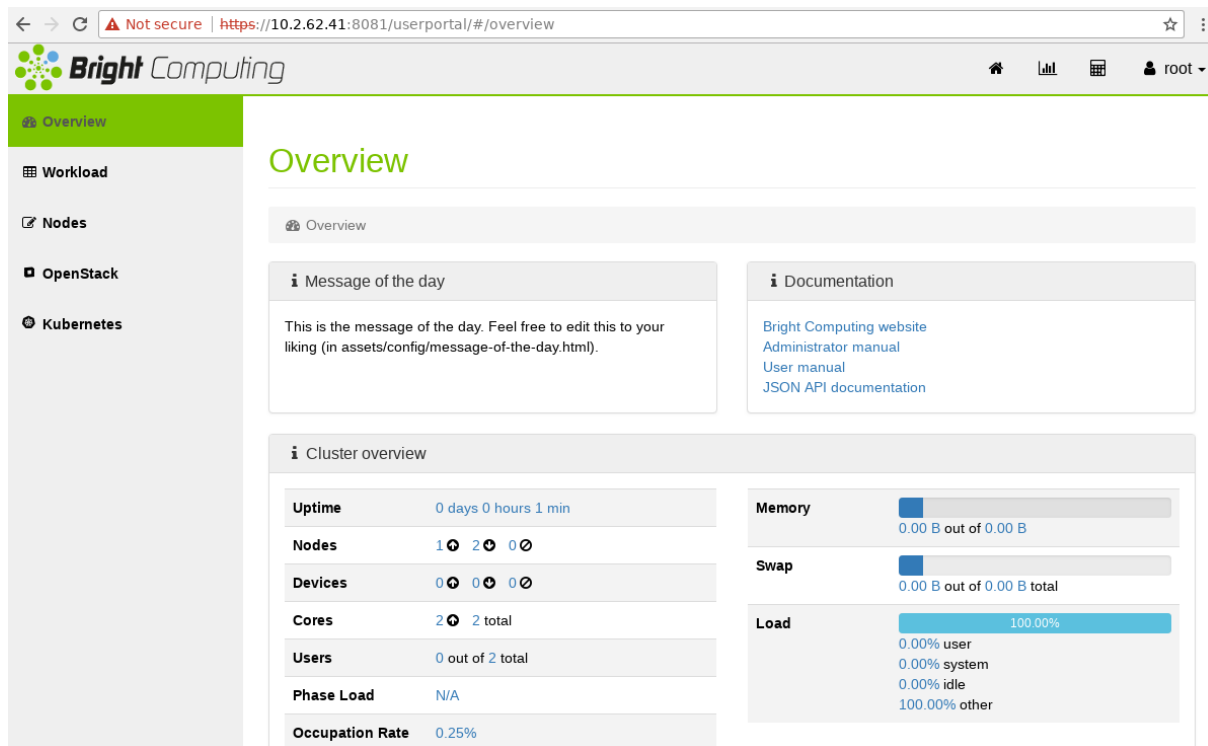 Not secure | https://10.2.62.41:8081/userportal/#/overview
Bright Computing
root
Overview
Workload
Nodes
OpenStack
Kubernetes
Overview
Overview
Message of the day
This is the message of the day. Feel free to edit this to your
liking (in assets/config/message-of-the-day.html).
Documentation
Bright Computing website
Administrator manual
User manual
JSON API documentation
Cluster overview
Uptime 0 days 0 hours 1 min
Nodes 1 2 0
Devices 0 0 0
Cores 2 2 total
Users 0 out of 2 total
Phase Load N/A
Occupation Rate 0.25%
Memory
0.00 B out of 0.00 B
Swap
0.00 B out of 0.00 B total
Load 100.00%
0.00% user
0.00% system
0.00% idle
100.00% other